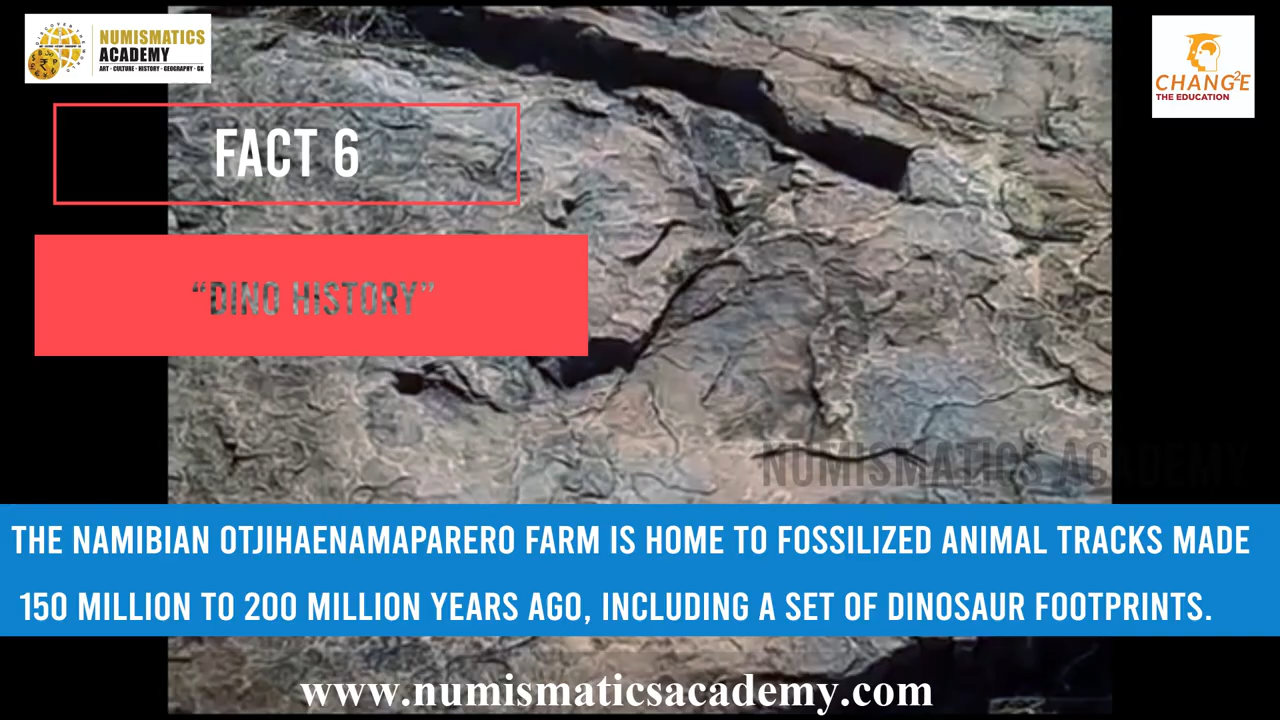 NUMISMATICS
ACADEMY
ART - CULTURE - HISTORY - GEOGRAPHY - GK
CHANG²E
THE EDUCATION
FACT 6
“DINO HISTORY”
NUMISMATICS ACADEMY
THE NAMIBIAN OTJIHAENAMAPARERO FARM IS HOME TO FOSSILIZED ANIMAL TRACKS MADE
150 MILLION TO 200 MILLION YEARS AGO, INCLUDING A SET OF DINOSAUR FOOTPRINTS.
www.numismaticsacademy.com